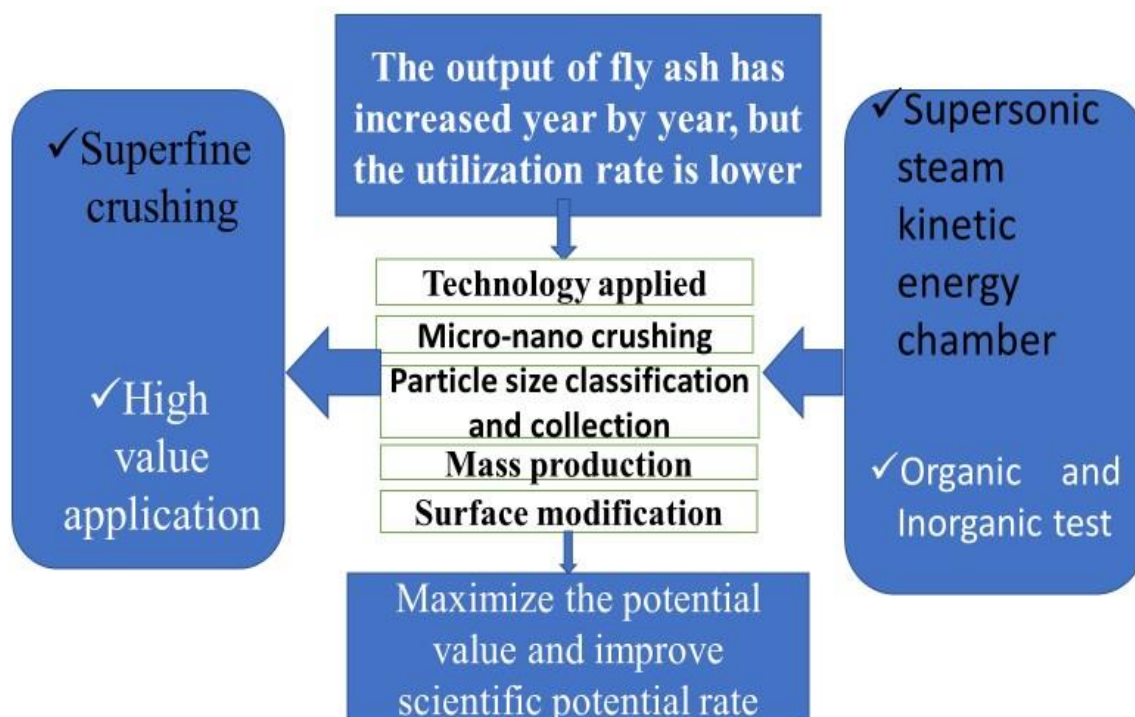 The output of fly ash has
increased year by year, but
the utilization rate is lower
✓Superfine
crushing
✓High
value
application
Technology applied
Micro-nano crushing
Particle size classification
and collection
Mass production
Surface modification
✓Supersonic
steam
kinetic
energy
chamber
✓Organic and
Inorganic test
Maximize the potential
value and improve
scientific potential rate